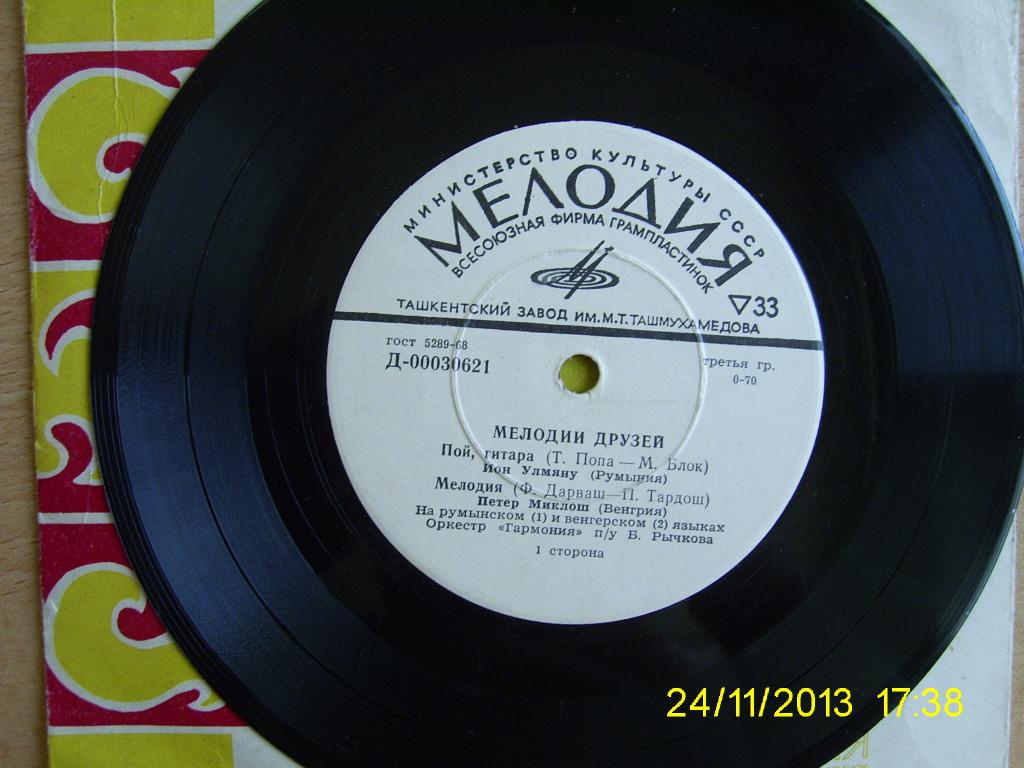 МИНИСТЕРСТВО КУЛЬТУРЫ СССР
МЕЛОДИЯ
ВСЕСОЮЗНАЯ ФИРМА ГРАМПЛАСТИНОК
33
ТАШКЕНТСКИЙ ЗАВОД ИМ.М.Т.ТАШМУХАМЕДОВА
ГОСТ 5289-68
Д-00030621
третья гр.
0-70
МЕЛОДИИ ДРУЗЕЙ
Пой, гитара (Т. Попа — М. Блок)
Ион Улмяну (Румыния)
Мелодия (Ф. Дарваш—П. Тардош)
Петер Миклош (Венгрия)
На румынском (1) и венгерском (2) языках
Оркестр «Гармония» п/у Б. Рычкова
1 сторона
24/11/2013 17:38